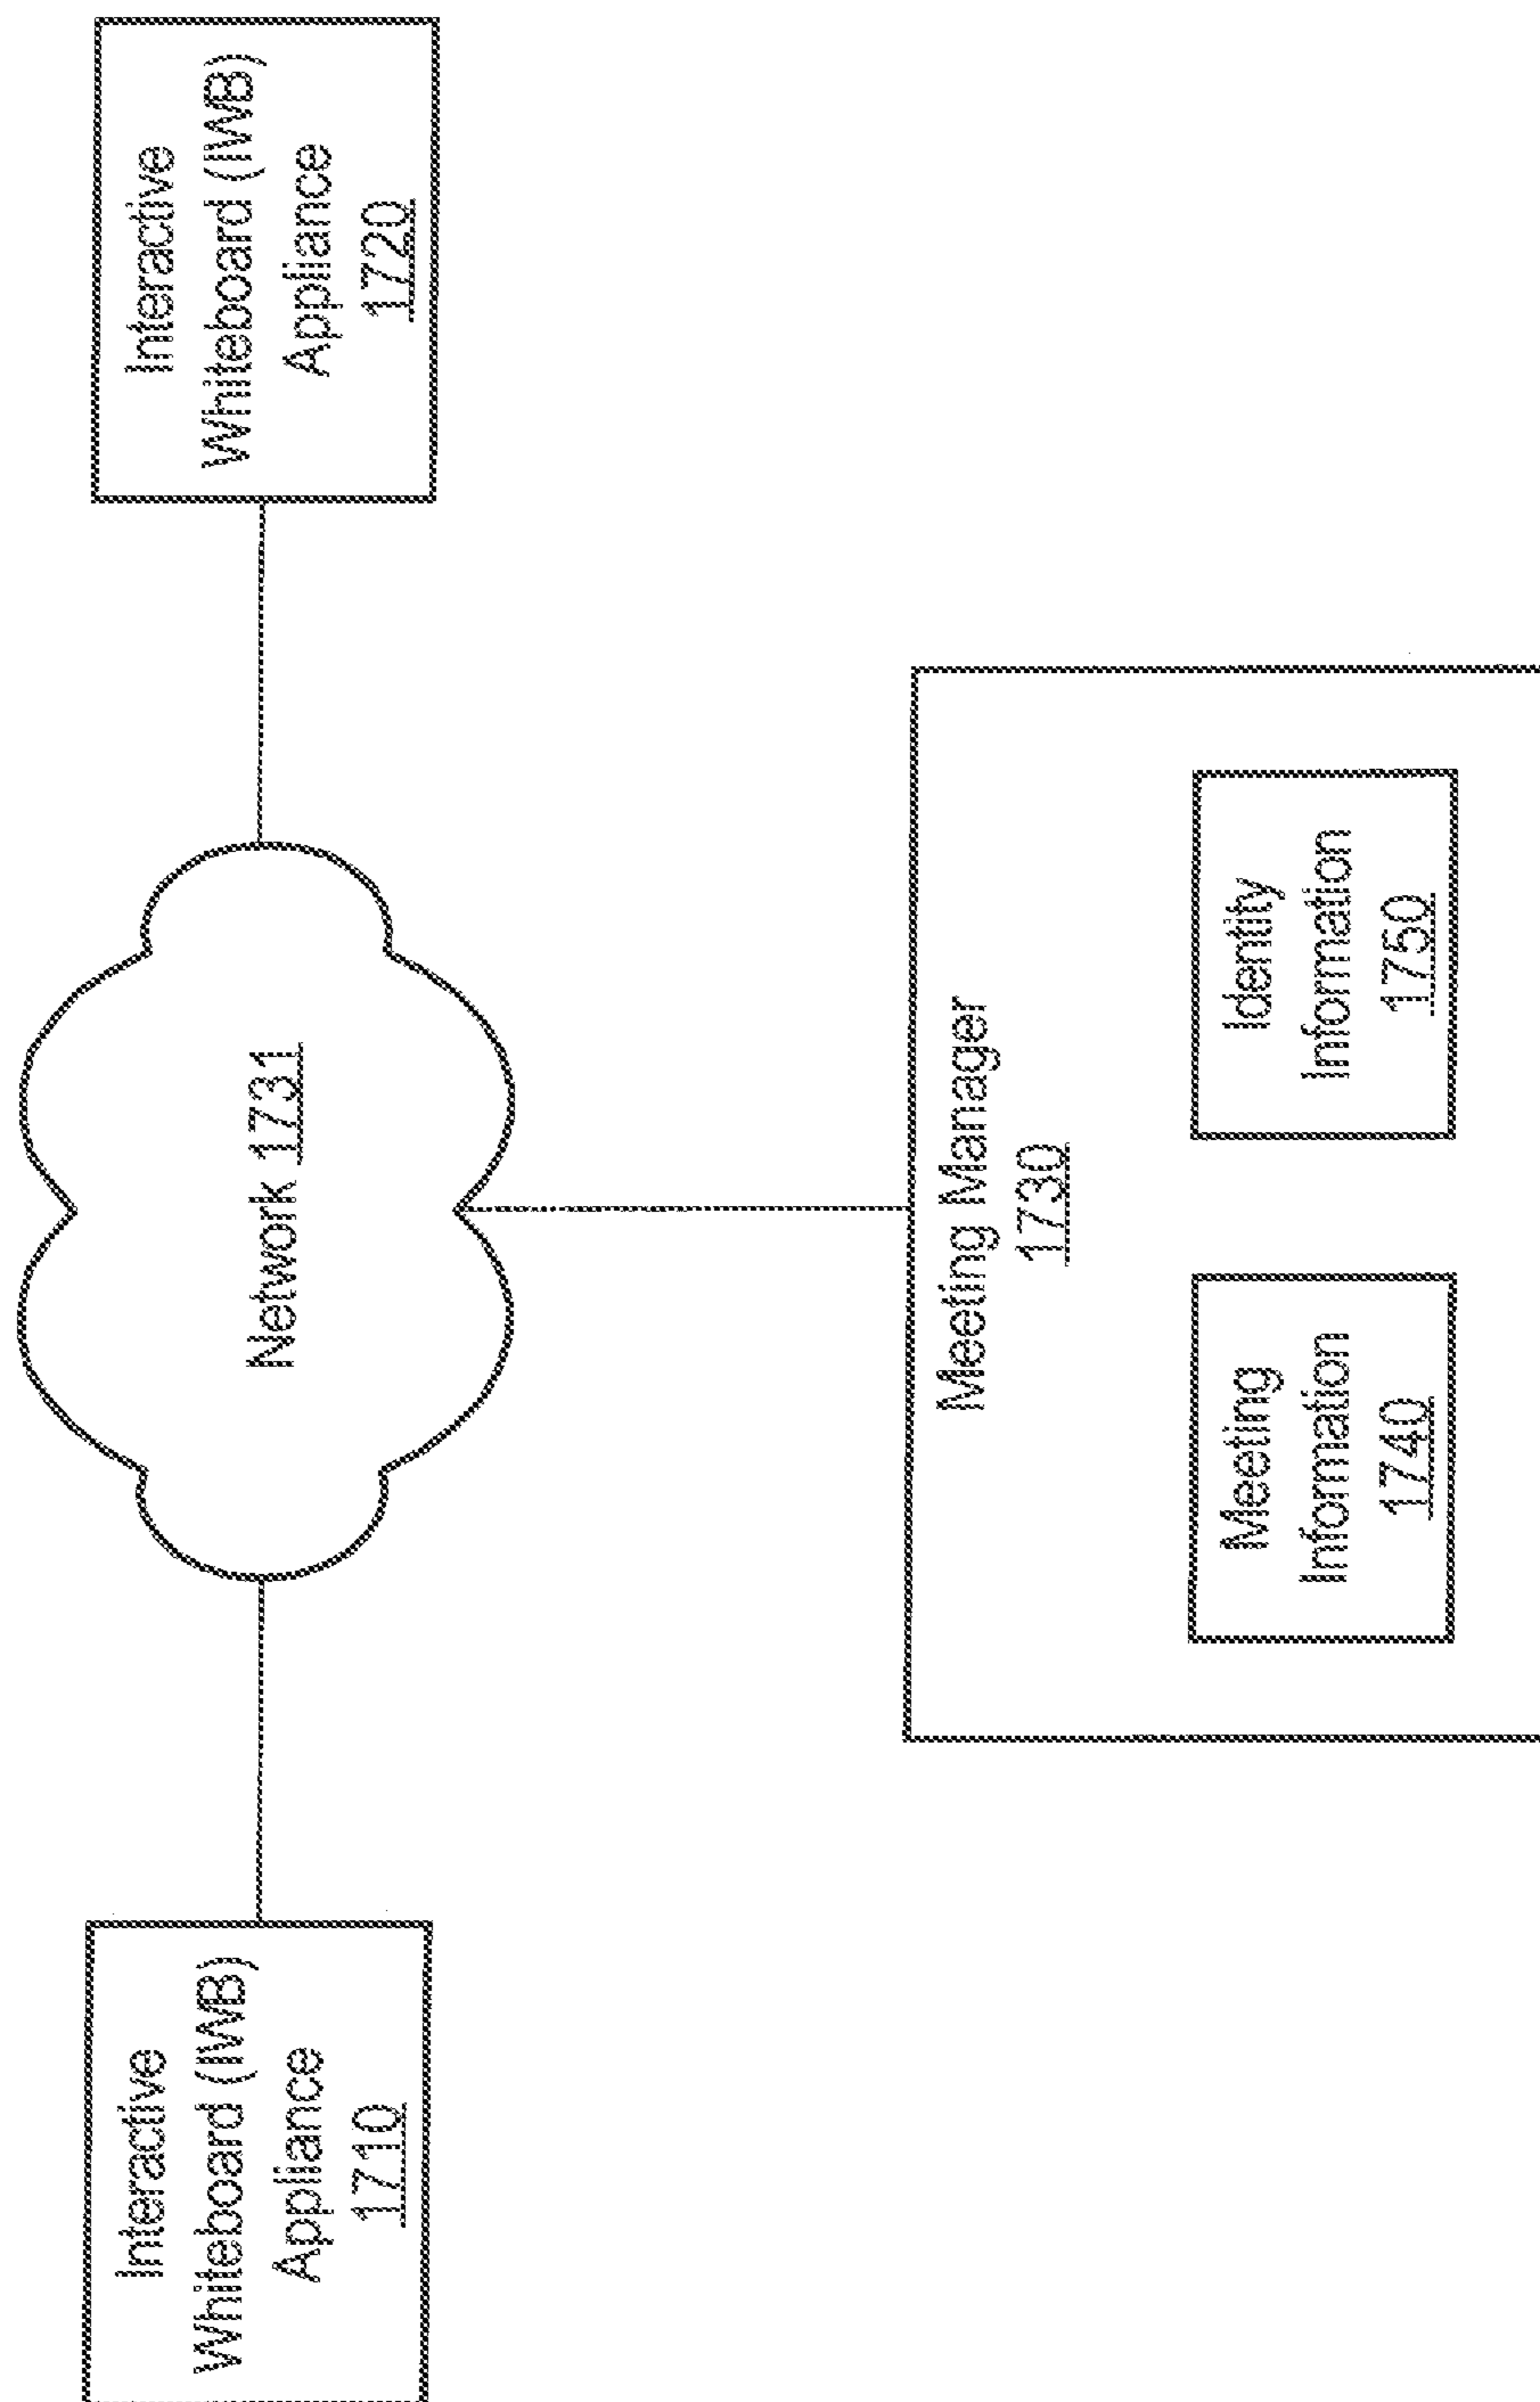 Interactive
Whiteboard (IWB)
Appliance
1710
Network 1731
Interactive
Whiteboard (IWB)
Appliance
1720
Meeting Manager
1730
Meeting
Information
1740
Identity
Information
1750